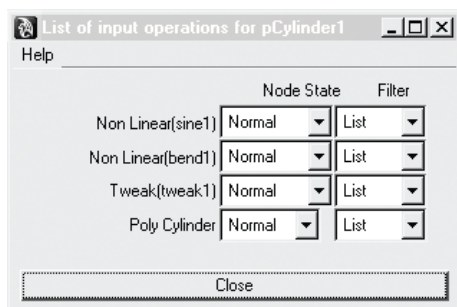 List of input operations for pCylinder1
Help
Node State Filter
Non Linear(sine1) Normal List
Non Linear(bend1) Normal List
Tweak(tweak1) Normal List
Poly Cylinder Normal List
Close